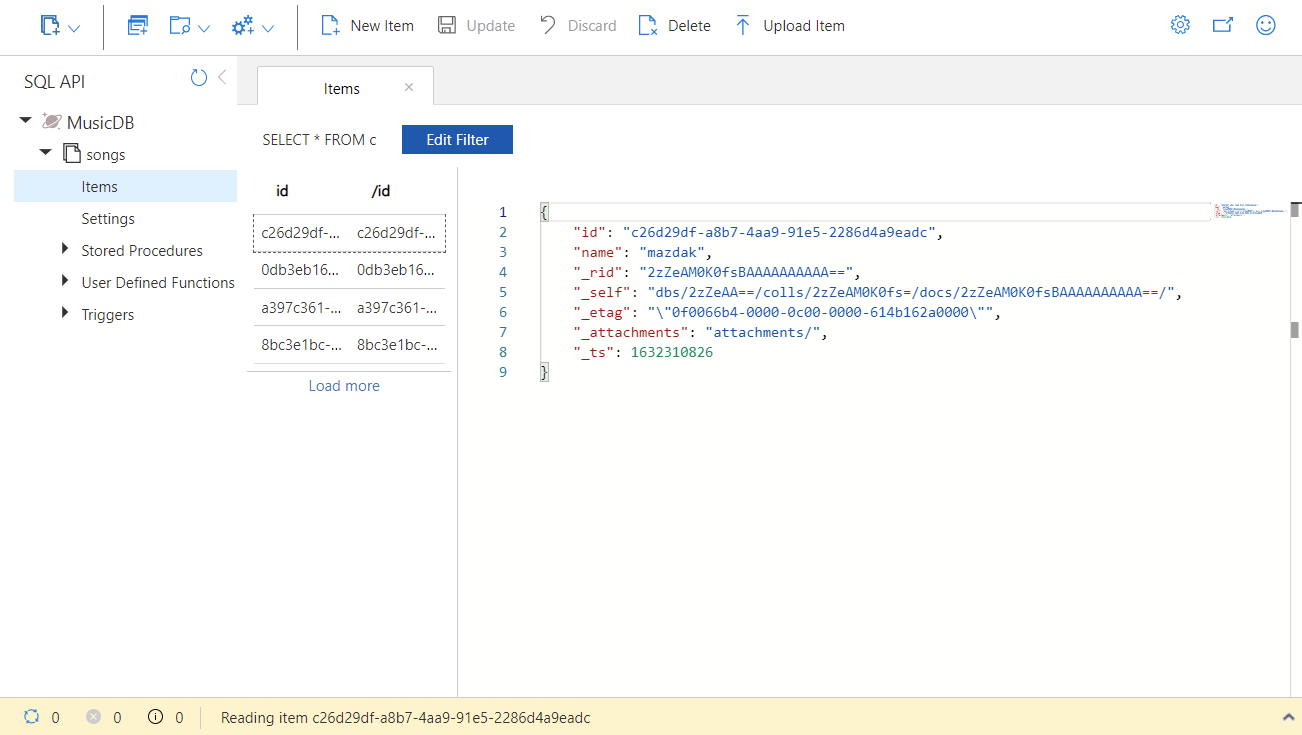 New Item Update Discard Delete Upload Item
SQL API
MusicDB
songs
Items
Settings
Stored Procedures
User Defined Functions
Triggers
Items
SELECT * FROM c Edit Filter
id /id
c26d29df-... c26d29df-...
0db3eb16... 0db3eb16...
a397c361-... a397c361-...
8bc3e1bc-... 8bc3e1bc-...
Load more
1 {
2 "id": "c26d29df-a8b7-4aa9-91e5-2286d4a9eadc",
3 "name": "mazdak",
4 "_rid": "2zZeAM0K0fsBAAAAAAAAAA==",
5 "_self": "dbs/2zZeAA==/colls/2zZeAM0K0fs=/docs/2zZeAM0K0fsBAAAAAAAAAA==/",
6 "_etag": "\"0f0066b4-0000-0c00-0000-614b162a0000\"",
7 "_attachments": "attachments/",
8 "_ts": 1632310826
9 }
0 0 0 Reading item c26d29df-a8b7-4aa9-91e5-2286d4a9eadc